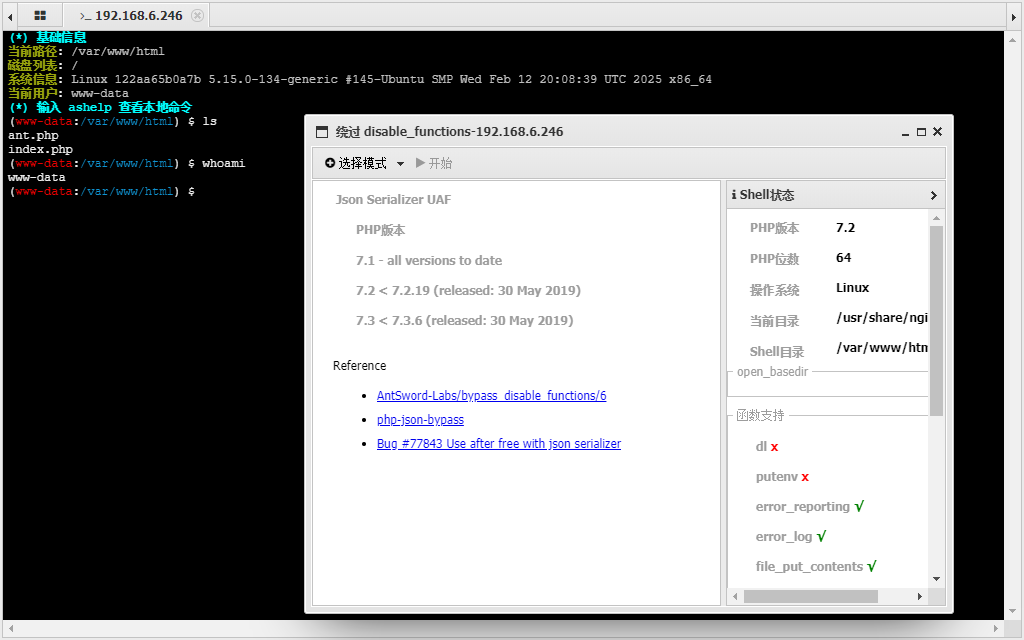 >_ 192.168.6.246
(*) 基础信息
当前路径: /var/www/html
磁盘列表: /
系统信息: Linux 122aa65b0a7b 5.15.0-134-generic #145-Ubuntu SMP Wed Feb 12 20:08:39 UTC 2025 x86_64
当前用户: www-data
(*) 输入 ashelp 查看本地命令
(www-data:/var/www/html) $ ls
ant.php
index.php
(www-data:/var/www/html) $ whoami
www-data
(www-data:/var/www/html) $
绕过 disable_functions-192.168.6.246
选择模式
开始
Json Serializer UAF
PHP版本
7.1 - all versions to date
7.2 < 7.2.19 (released: 30 May 2019)
7.3 < 7.3.6 (released: 30 May 2019)
Reference
AntSword-Labs/bypass_disable_functions/6
php-json-bypass
Bug #77843 Use after free with json serializer
Shell状态
PHP版本 7.2
PHP位数 64
操作系统 Linux
当前目录 /usr/share/ngi
Shell目录 /var/www/htm
open_basedir
函数支持
dl x
putenv x
error_reporting √
error_log √
file_put_contents √